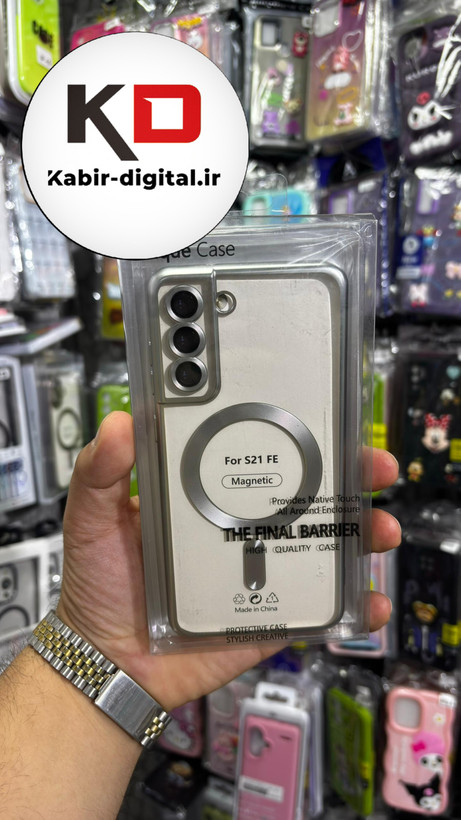 KD
Kabir-digital.ir
que Case
For S21 FE
Magnetic
Provides Native Touch
All Around Enclosure
THE FINAL BARRIER
HIGH QUALITY CASE
Made in China
PROTECTIVE CASE
STYLISH CREATIVE